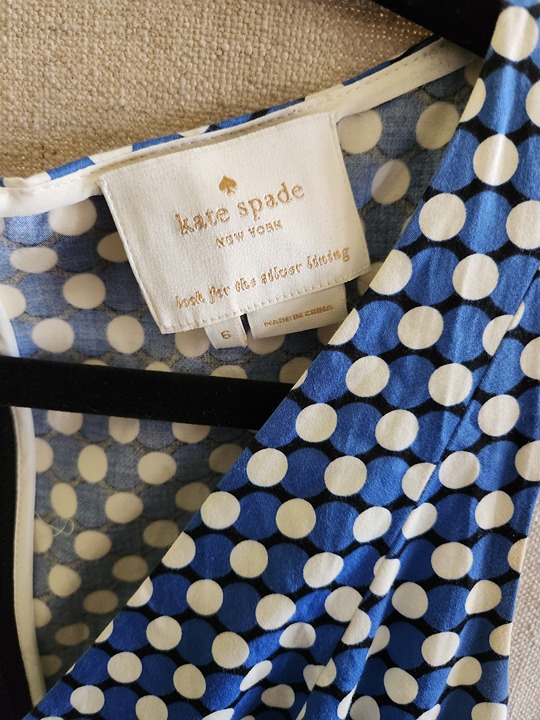 kate spade
NEW YORK
look for the silver lining
6
MADE IN CHINA